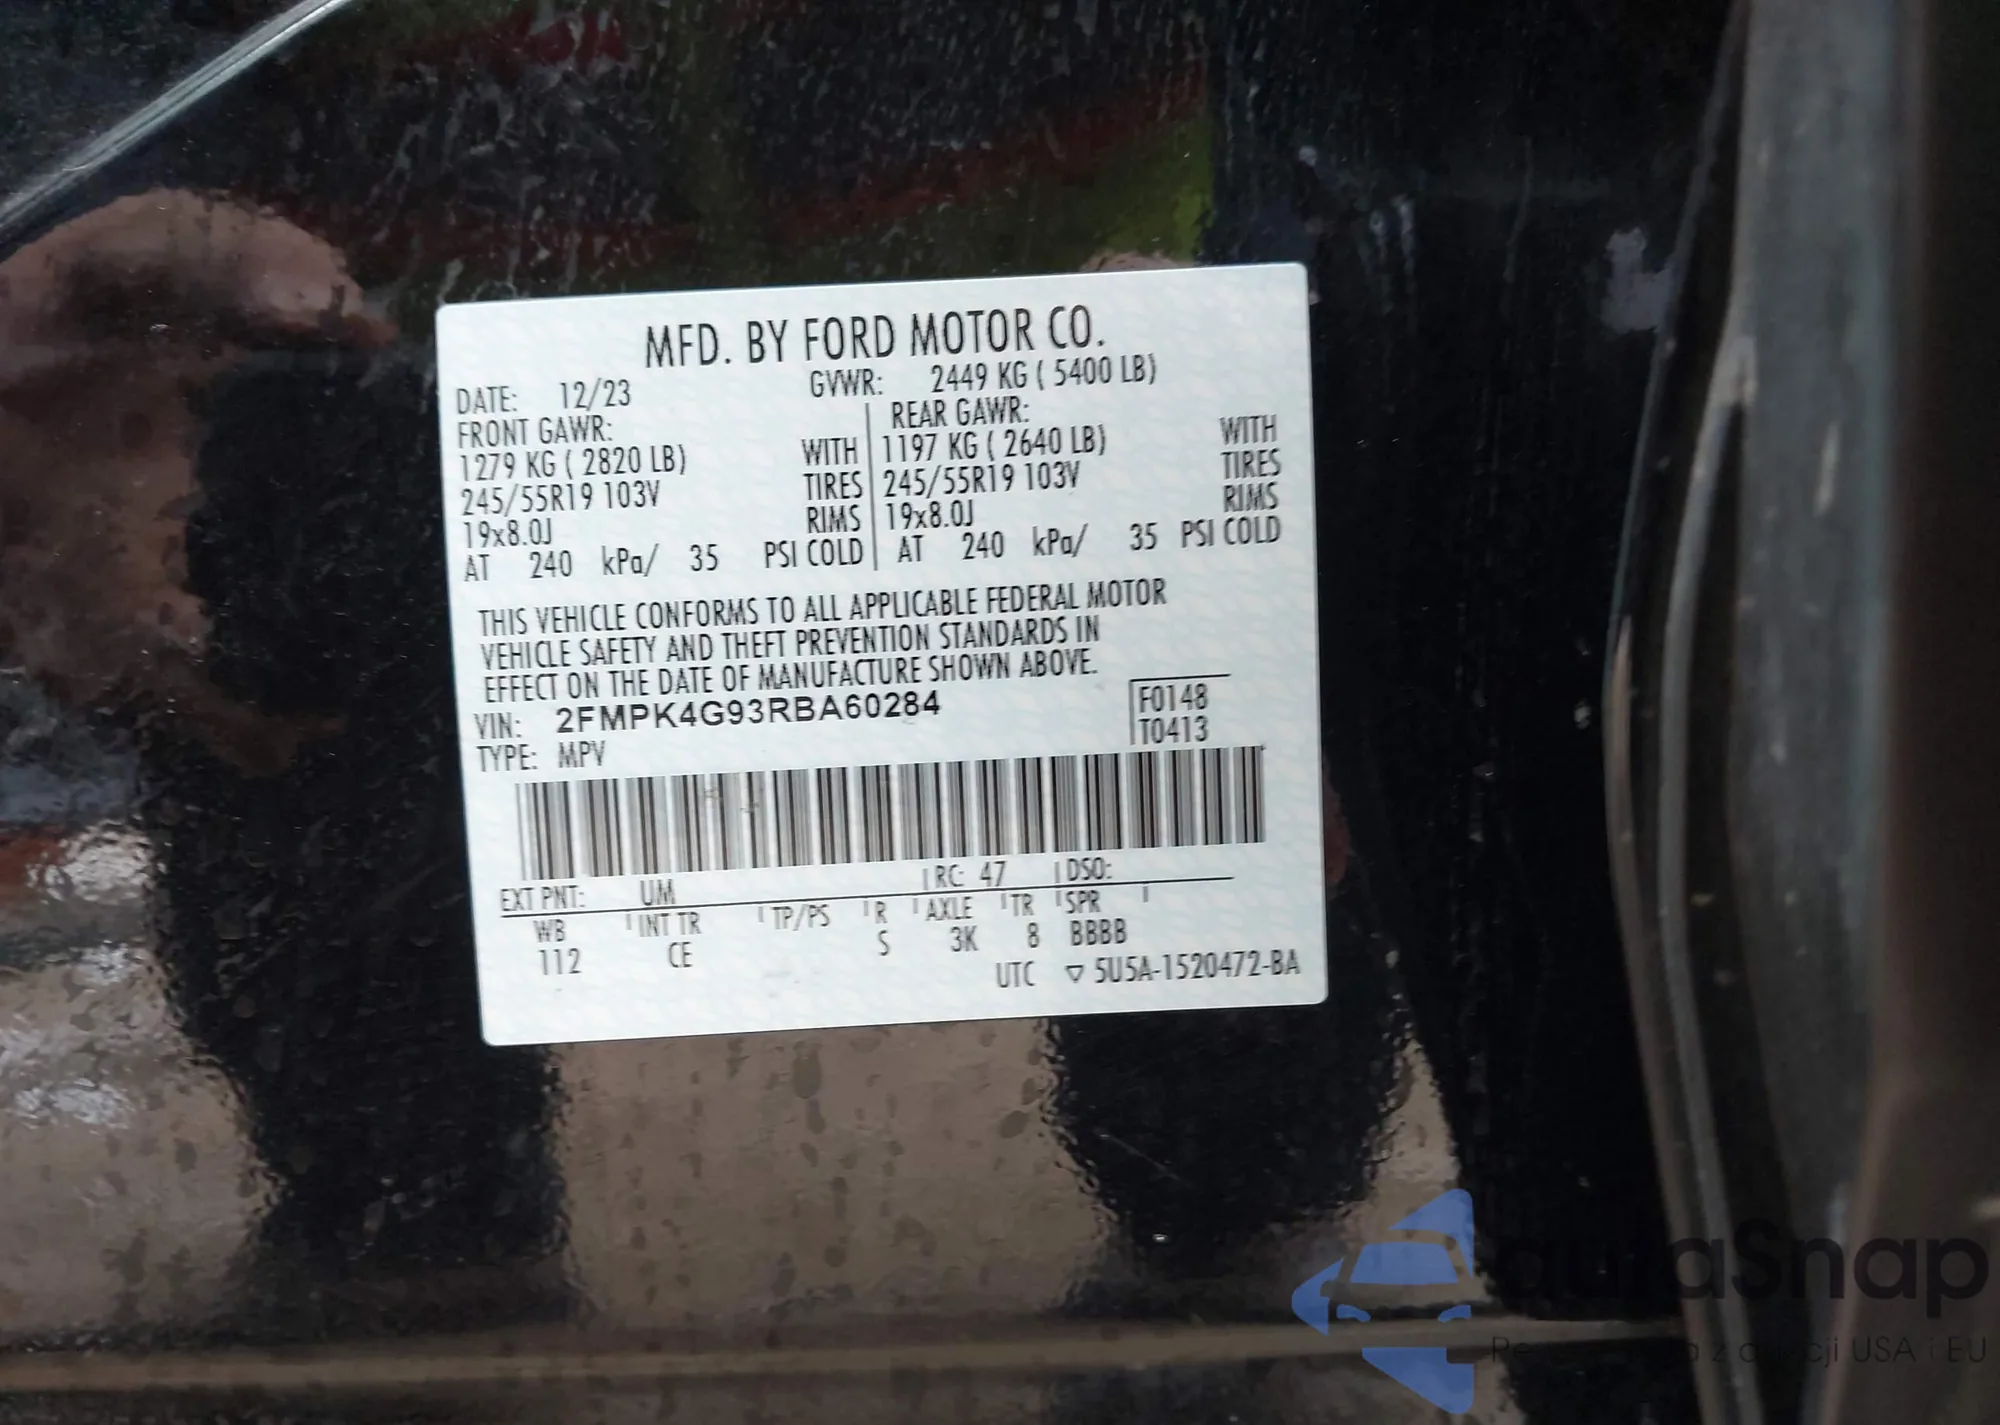 MFD. BY FORD MOTOR CO.
DATE: 12/23 GVWR: 2449 KG ( 5400 LB)
FRONT GAWR: REAR GAWR:
1279 KG ( 2820 LB) WITH 1197 KG ( 2640 LB) WITH
245/55R19 103V TIRES 245/55R19 103V TIRES
19x8.0J RIMS 19x8.0J RIMS
AT 240 kPa/ 35 PSI COLD AT 240 kPa/ 35 PSI COLD
THIS VEHICLE CONFORMS TO ALL APPLICABLE FEDERAL MOTOR
VEHICLE SAFETY AND THEFT PREVENTION STANDARDS IN
EFFECT ON THE DATE OF MANUFACTURE SHOWN ABOVE.
VIN: 2FMPK4G93RBA60284 F0148
TYPE: MPV T0413
EXT PNT: UM RC: 47 DSO:
WB INT TR TP/PS R AXLE TR SPR
112 CE S 3K 8 BBBB
UTC ▽ 5U5A-1520472-BA
USA i EU